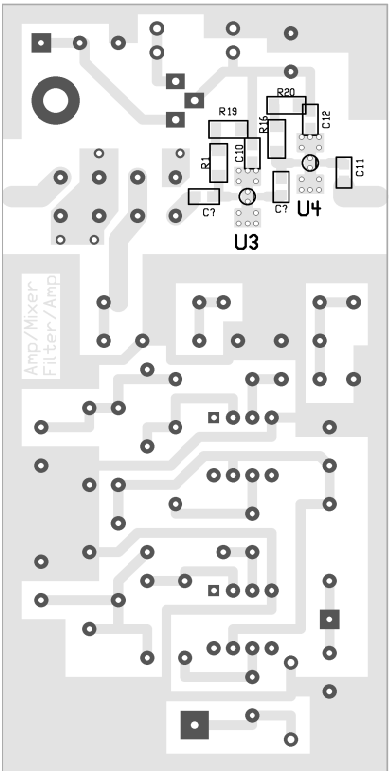 R20
C12
R19
R16
C10
R1
C11
C?
C?
U4
U3
Amp/Mixer
Filter/Amp